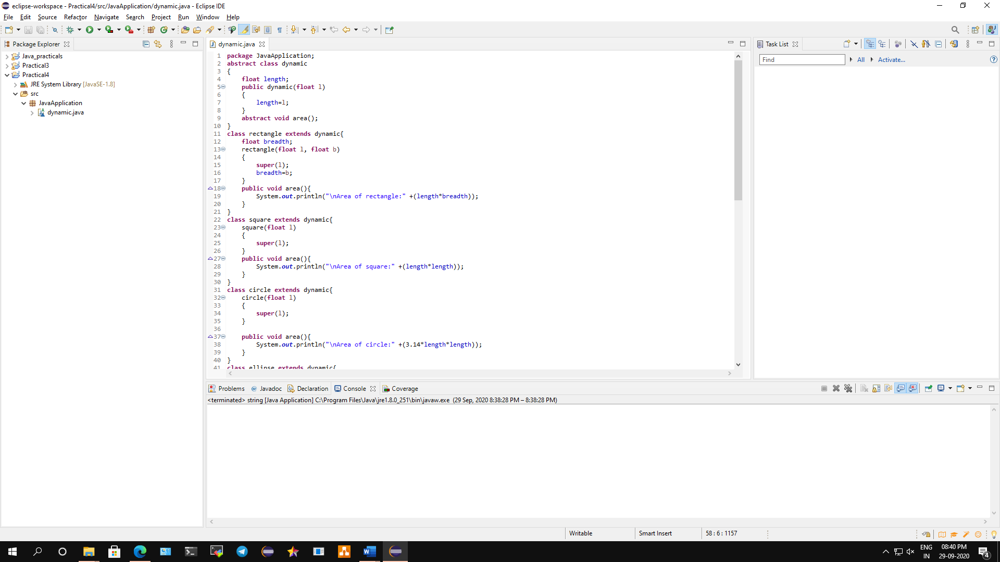 eclipse-workspace - Practical4/src/JavaApplication/dynamic.java - Eclipse IDE
File Edit Source Refactor Navigate Search Project Run Window Help
Package Explorer
Java_practicals
Practical3
Practical4
JRE System Library [JavaSE-1.8]
src
JavaApplication
dynamic.java
dynamic.java
1 package JavaApplication;
2 abstract class dynamic
3 {
4 float length;
5 public dynamic(float l)
6 {
7 length=l;
8 }
9 abstract void area();
10 }
11 class rectangle extends dynamic{
12 float breadth;
13 rectangle(float l, float b)
14 {
15 super(l);
16 breadth=b;
17 }
18 public void area(){
19 System.out.println("\nArea of rectangle:" +(length*breadth));
20 }
21 }
22 class square extends dynamic{
23 square(float l)
24 {
25 super(l);
26 }
27 public void area(){
28 System.out.println("\nArea of square:" +(length*length));
29 }
30 }
31 class circle extends dynamic{
32 circle(float l)
33 {
34 super(l);
35 }
36
37 public void area(){
38 System.out.println("\nArea of circle:" +(3.14*length*length));
39 }
40 }
41 class ellipse extends dynamic{
Task List
Find All Activate...
Problems Javadoc Declaration Console Coverage
<terminated> string [Java Application] C:\Program Files\Java\jre1.8.0_251\bin\javaw.exe (29 Sep, 2020 8:38:28 PM – 8:38:28 PM)
Writable Smart Insert 58 : 6 : 1157
ENG
IN
08:40 PM
29-09-2020
4